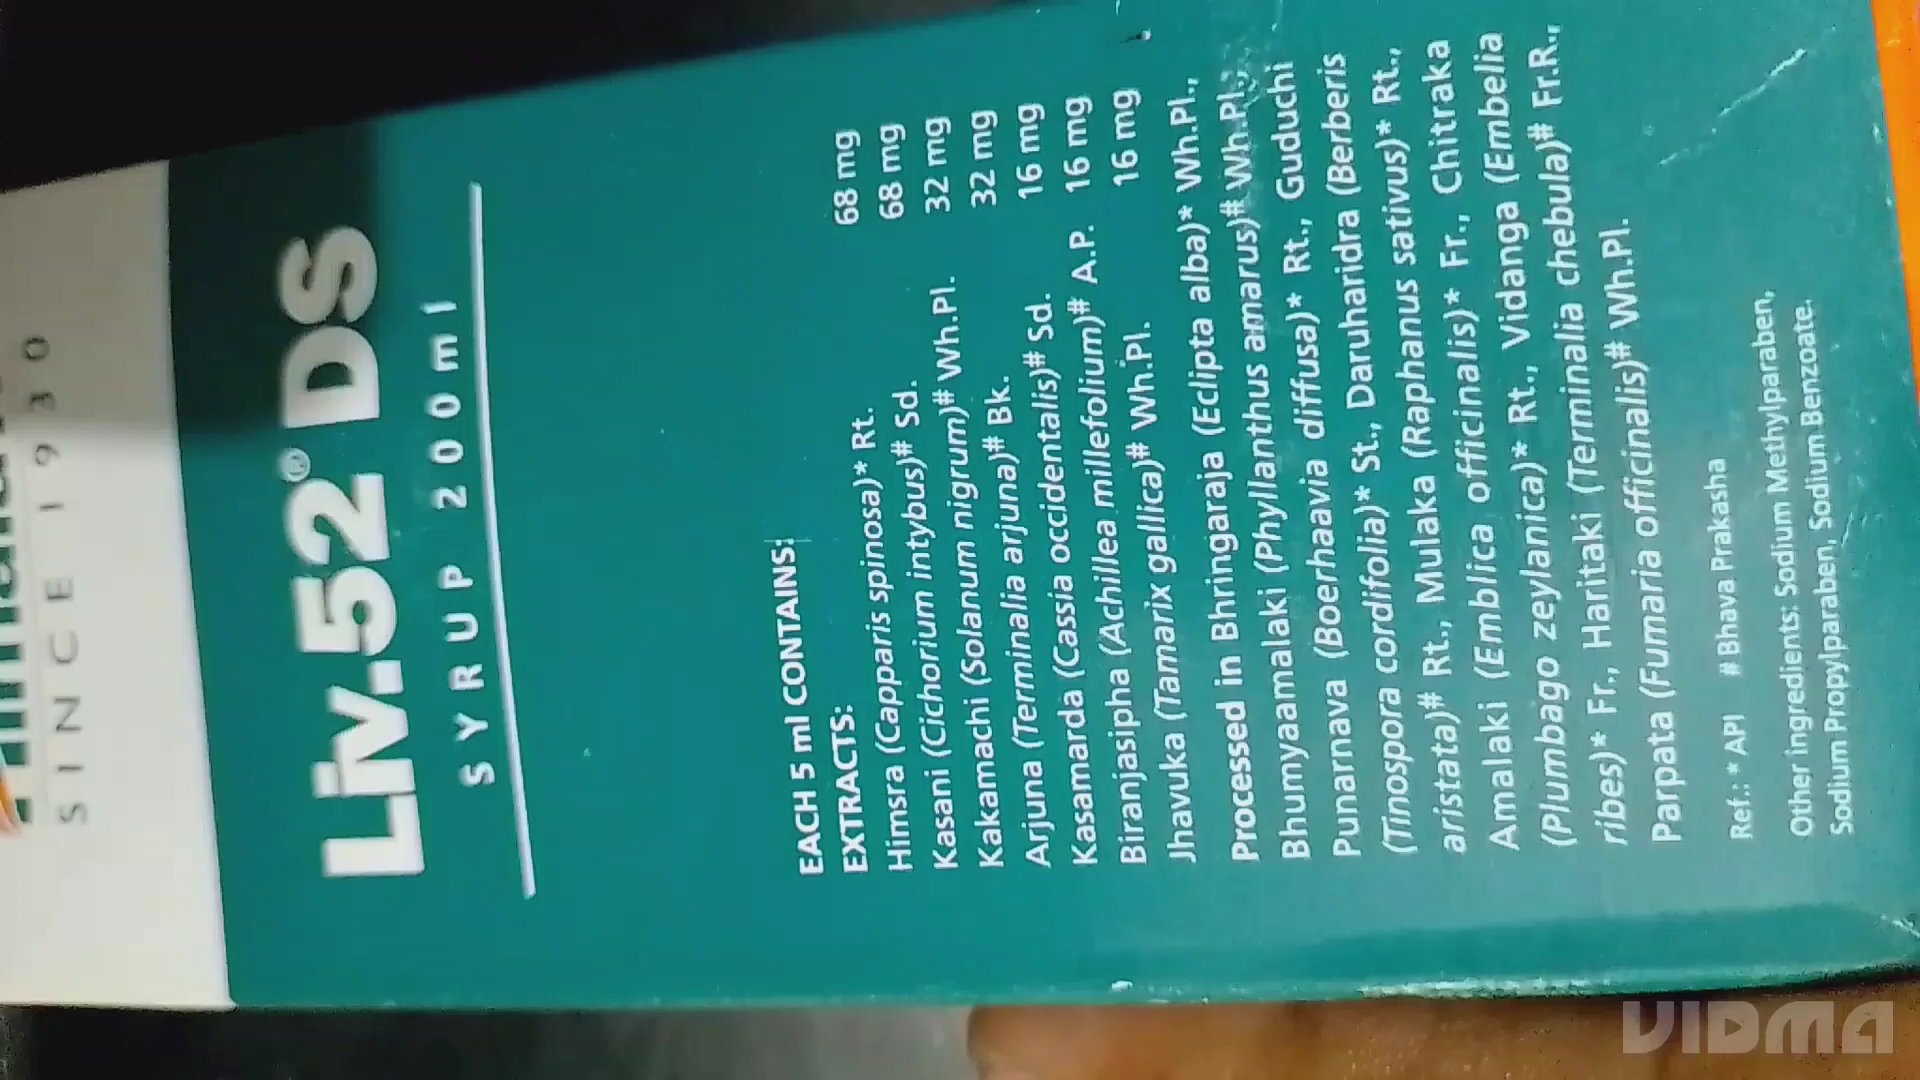 SINCE 1930
Liv.52® DS
SYRUP 200ml
EACH 5 ml CONTAINS:
EXTRACTS:
Himsra (Capparis spinosa)* Rt. 68 mg
Kasani (Cichorium intybus)# Sd. 68 mg
Kakamachi (Solanum nigrum)# Wh.Pl. 32 mg
Arjuna (Terminalia arjuna)# Bk. 32 mg
Kasamarda (Cassia occidentalis)# Sd. 16 mg
Biranjasipha (Achillea millefolium)# A.P. 16 mg
Jhavuka (Tamarix gallica)# Wh.Pl. 16 mg
Processed in Bhringaraja (Eclipta alba)* Wh.Pl.,
Bhumyaamalaki (Phyllanthus amarus)# Wh.Pl.,
Punarnava (Boerhaavia diffusa)* Rt., Guduchi
(Tinospora cordifolia)* St., Daruharidra (Berberis
aristata)# Rt., Mulaka (Raphanus sativus)* Rt.,
Amalaki (Emblica officinalis)* Fr., Chitraka
(Plumbago zeylanica)* Rt., Vidanga (Embelia
ribes)* Fr., Haritaki (Terminalia chebula)# Fr.R.,
Parpata (Fumaria officinalis)# Wh.Pl.
Ref.: * API # Bhava Prakasha
Other ingredients: Sodium Methylparaben,
Sodium Propylparaben, Sodium Benzoate.
VIDMA